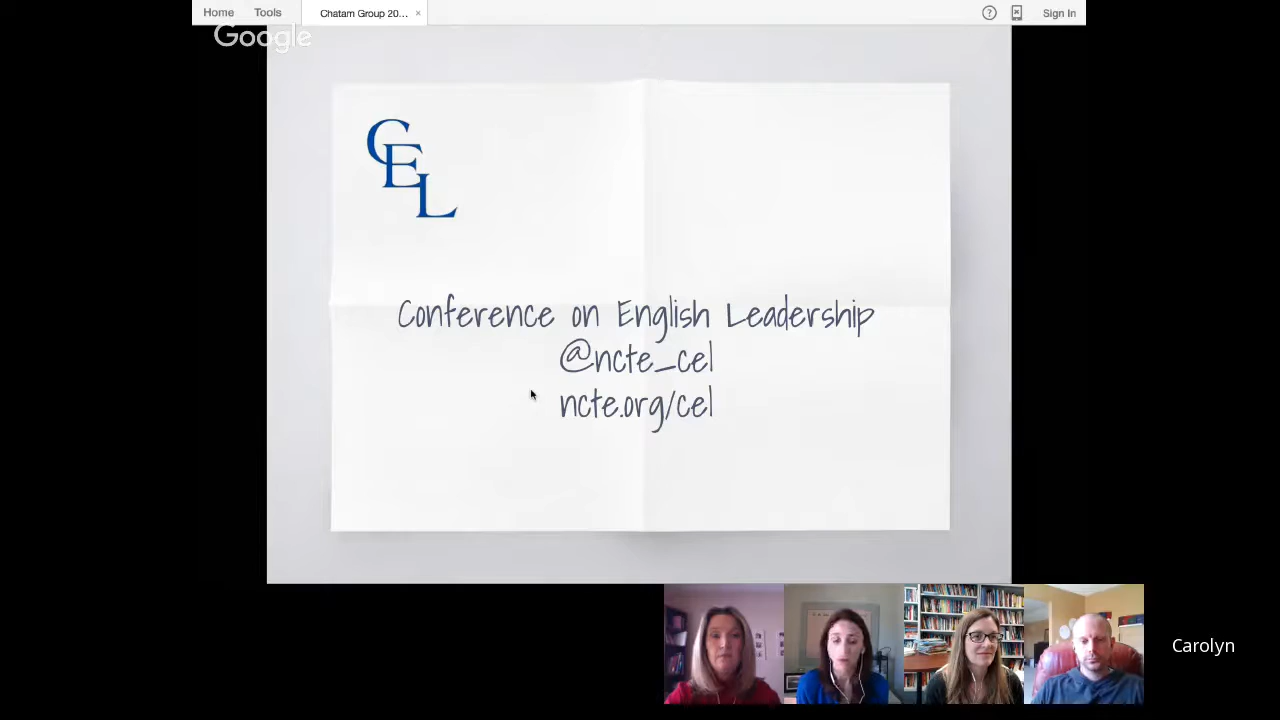 Home Tools Chatam Group 20... × ? Sign In
Google
CEL
Conference on English Leadership
@ncte_cel
ncte.org/cel
Carolyn